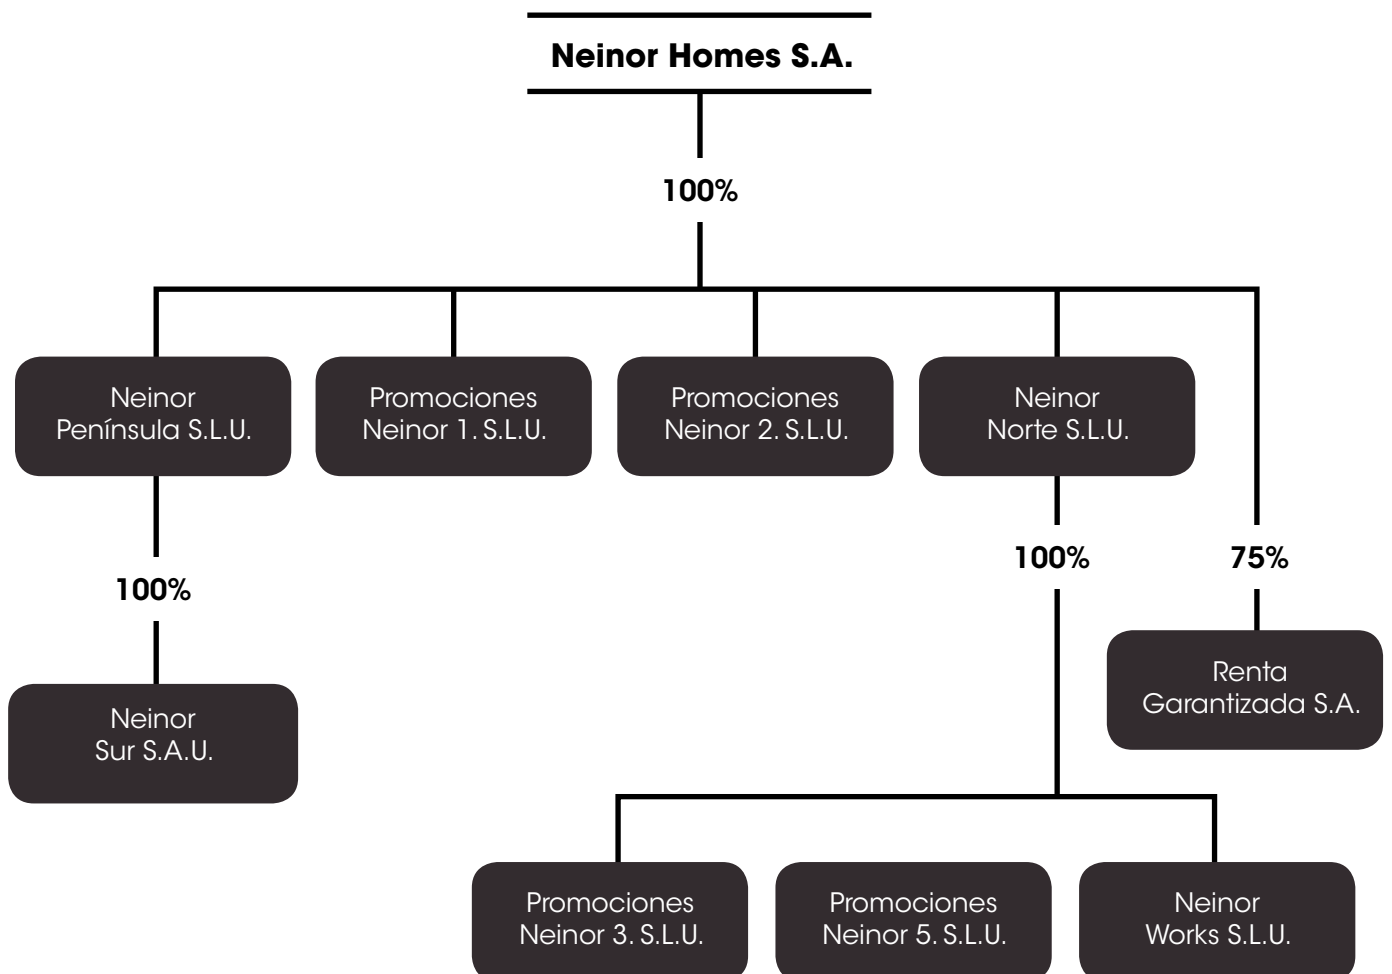 Neinor Homes S.A.
100%
Neinor
Península S.L.U.
Promociones
Neinor 1. S.L.U.
Promociones
Neinor 2. S.L.U.
Neinor
Norte S.L.U.
100%
75%
100%
Renta
Garantizada S.A.
Neinor
Sur S.A.U.
Promociones
Neinor 3. S.L.U.
Promociones
Neinor 5. S.L.U.
Neinor
Works S.L.U.